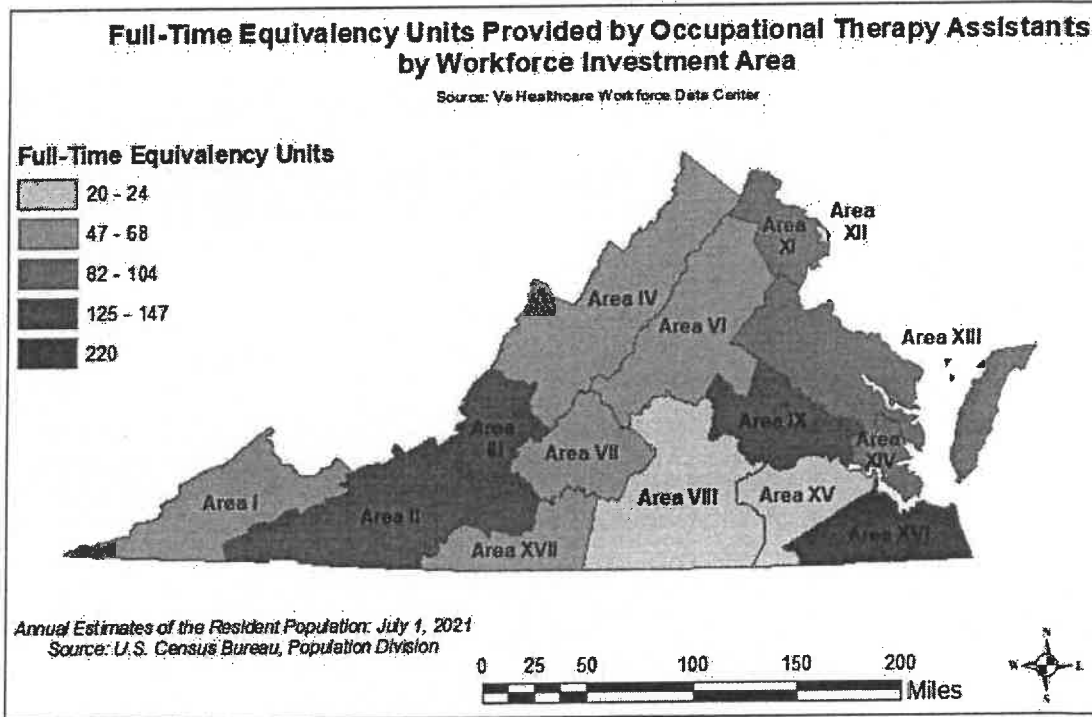 Full-Time Equivalency Units Provided by Occupational Therapy Assistants
by Workforce Investment Area
Source: Va Healthcare Workforce Data Center
Full-Time Equivalency Units
20 - 24
47 - 68
82 - 104
125 - 147
220
Area XII
Area XI
Area IV
Area VI
Area XIII
Area III
Area IX
Area VII
Area XIV
Area I
Area II
Area VIII
Area XV
Area XVII
Area XVI
Annual Estimates of the Resident Population: July 1, 2021
Source: U.S. Census Bureau, Population Division
0 25 50 100 150 200
Miles
N
W E
S